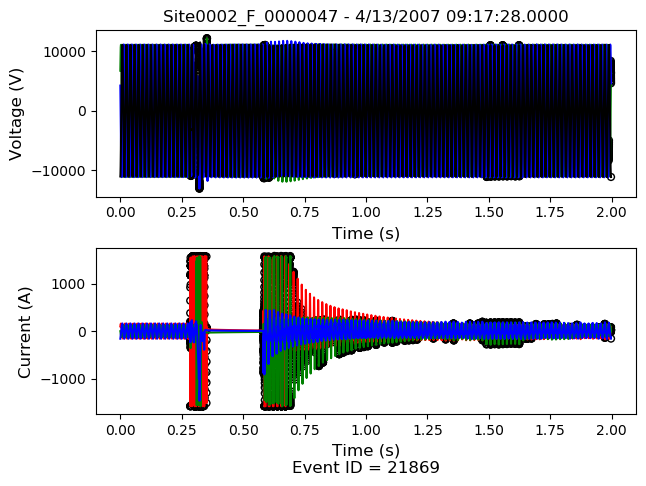 Site0002_F_0000047 - 4/13/2007 09:17:28.0000
10000
0
−10000
Voltage (V)
0.00 0.25 0.50 0.75 1.00 1.25 1.50 1.75 2.00
Time (s)
1000
0
−1000
Current (A)
0.00 0.25 0.50 0.75 1.00 1.25 1.50 1.75 2.00
Time (s)
Event ID = 21869